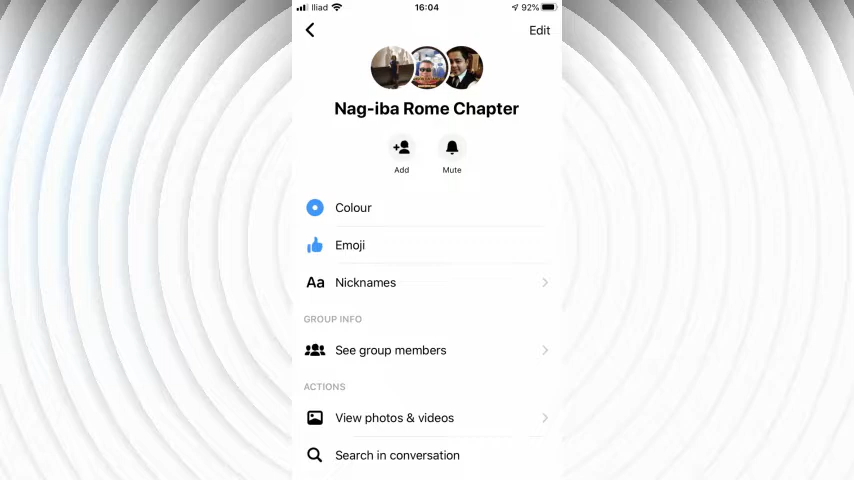 Iliad 16:04 92%
Edit
Nag-iba Rome Chapter
Add Mute
Colour
Emoji
Aa Nicknames
GROUP INFO
See group members
ACTIONS
View photos & videos
Search in conversation